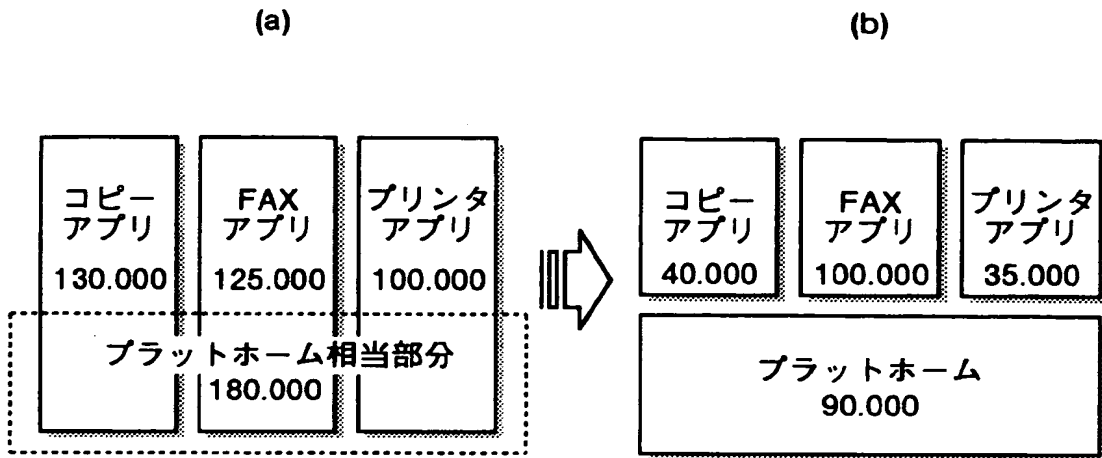 (a)
(b)
コピー
アプリ
130.000
FAX
アプリ
125.000
プリンタ
アプリ
100.000
プラットホーム相当部分
180.000
コピー
アプリ
40.000
FAX
アプリ
100.000
プリンタ
アプリ
35.000
プラットホーム
90.000